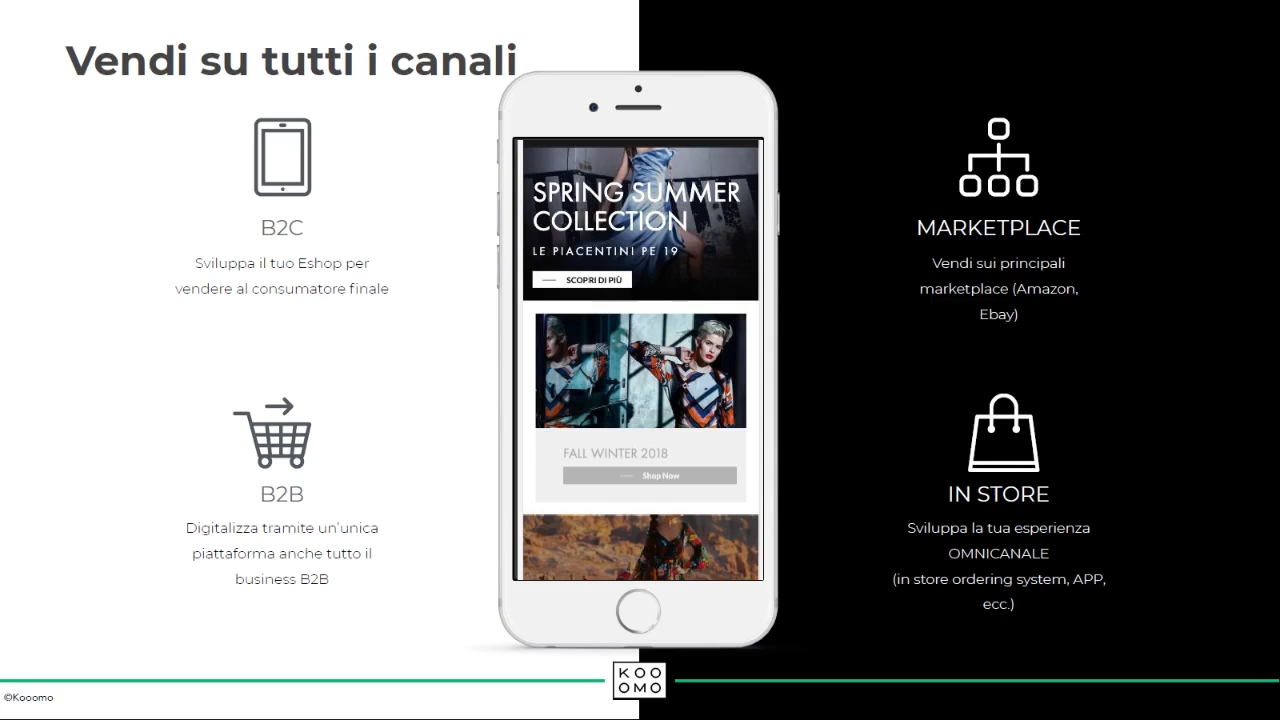 Vendi su tutti i canali
B2C
Sviluppa il tuo Eshop per
vendere al consumatore finale
B2B
Digitalizza tramite un'unica
piattaforma anche tutto il
business B2B
SPRING SUMMER
COLLECTION
LE PIACENTINI PE 19
SCOPRI DI PIÙ
FALL WINTER 2018
Shop Now
MARKETPLACE
Vendi sui principali
marketplace (Amazon,
Ebay)
IN STORE
Sviluppa la tua esperienza
OMNICANALE
(in store ordering system, APP,
ecc.)
KOO
OMO
©Kooomo